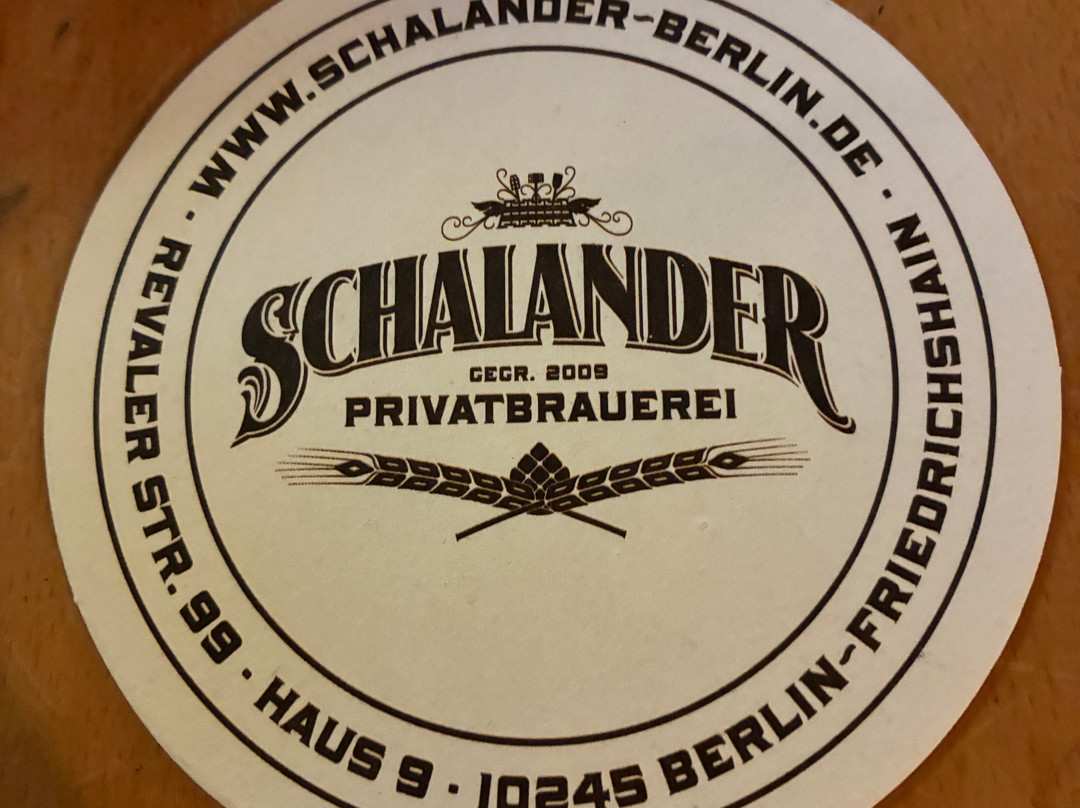 WWW.SCHALANDER-BERLIN.DE · REVALER STR. 99 · HAUS 9 · 10245 BERLIN-FRIEDRICHSHAIN ·
SCHALANDER
GEGR. 2009
PRIVATBRAUEREI